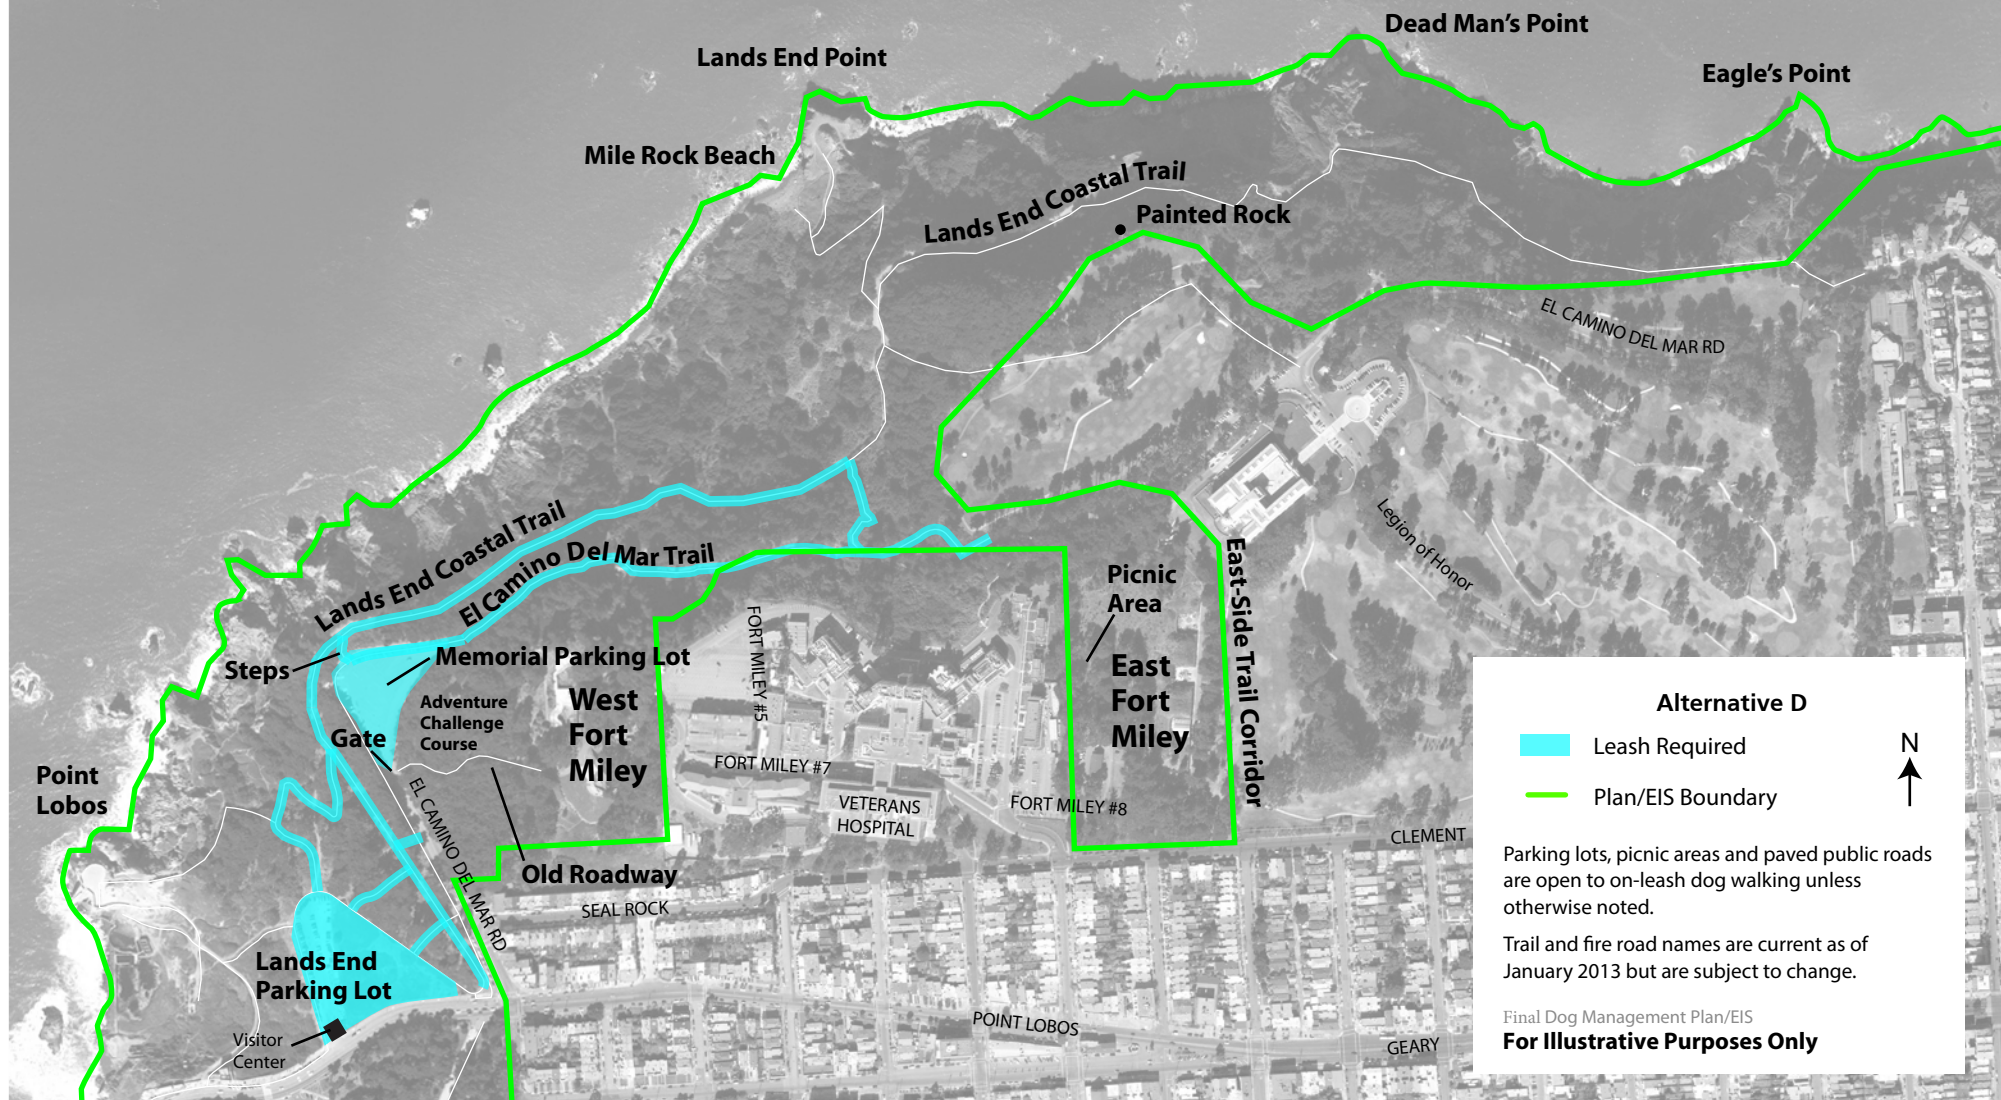 Dead Man's Point
Lands End Point
Eagle's Point
Mile Rock Beach
Lands End Coastal Trail
Painted Rock
EL CAMINO DEL MAR RD
Legion of Honor
Lands End Coastal Trail
El Camino Del Mar Trail
Picnic
Area
East-Side Trail Corridor
Steps
Memorial Parking Lot
Adventure
Challenge
Course
Gate
West
Fort
Miley
FORT MILEY #5
East
Fort
Miley
FORT MILEY #7
FORT MILEY #8
VETERANS
HOSPITAL
Point
Lobos
EL CAMINO DEL MAR RD
Old Roadway
SEAL ROCK
CLEMENT
Lands End
Parking Lot
Visitor
Center
POINT LOBOS
GEARY
Alternative D
Leash Required
Plan/EIS Boundary
N
Parking lots, picnic areas and paved public roads
are open to on-leash dog walking unless
otherwise noted.
Trail and fire road names are current as of
January 2013 but are subject to change.
Final Dog Management Plan/EIS
For Illustrative Purposes Only